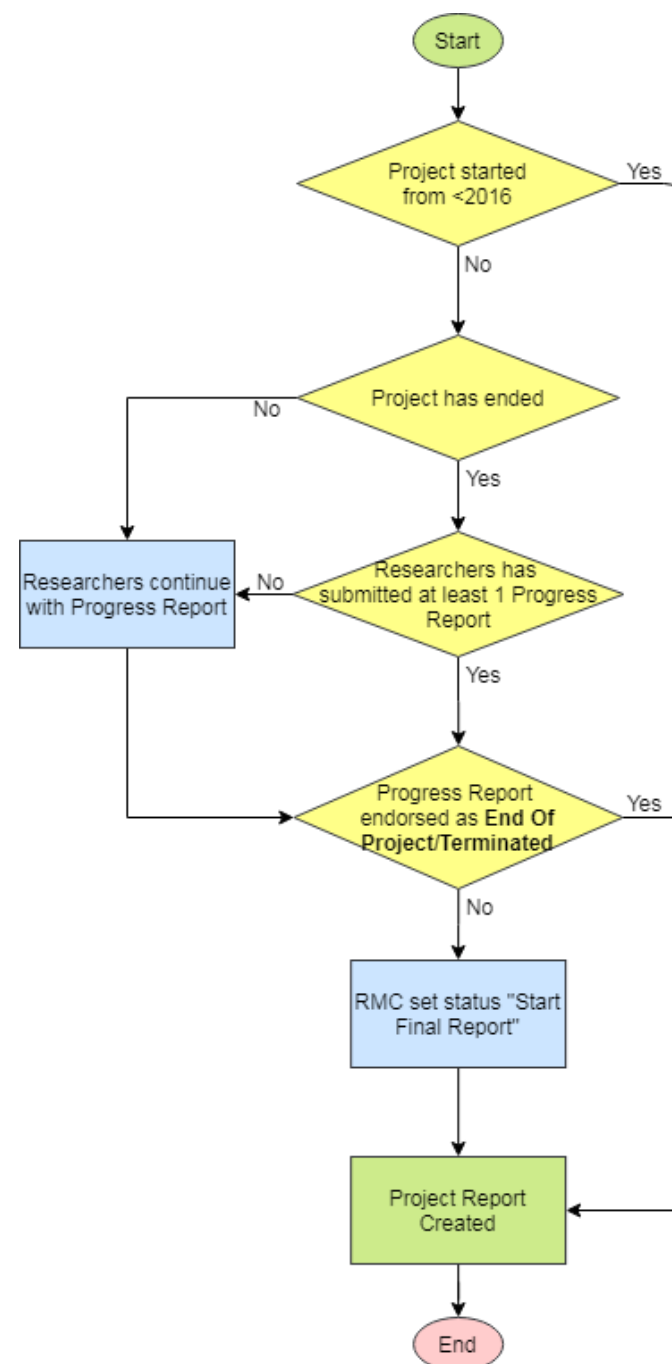 Start
Project started
from <2016
Yes
No
Project has ended
No
Yes
Researchers continue
with Progress Report
No
Researchers has
submitted at least 1 Progress
Report
Yes
Progress Report
endorsed as End Of
Project/Terminated
Yes
No
RMC set status "Start
Final Report"
Project Report
Created
End